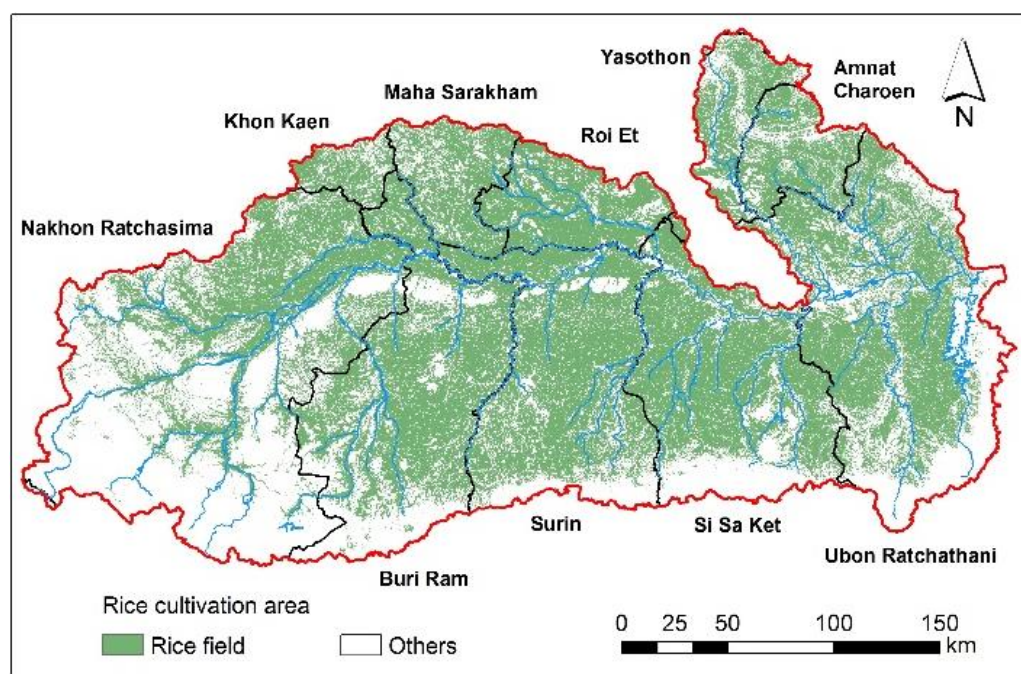 Yasothon
Amnat
Charoen
Maha Sarakham
Khon Kaen
Roi Et
N
Nakhon Ratchasima
Surin
Si Sa Ket
Ubon Ratchathani
Buri Ram
Rice cultivation area
Rice field
Others
0 25 50 100 150
km